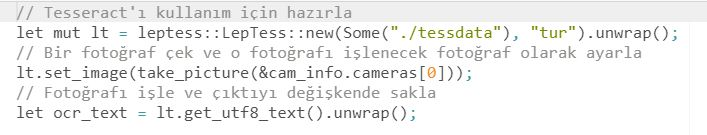 // Tesseract'ı kullanım için hazırla
let mut lt = leptess::LepTess::new(Some("./tessdata"), "tur").unwrap();
// Bir fotoğraf çek ve o fotoğrafı işlenecek fotoğraf olarak ayarla
lt.set_image(take_picture(&cam_info.cameras[0]));
// Fotoğrafı işle ve çıktıyı değişkende sakla
let ocr_text = lt.get_utf8_text().unwrap();